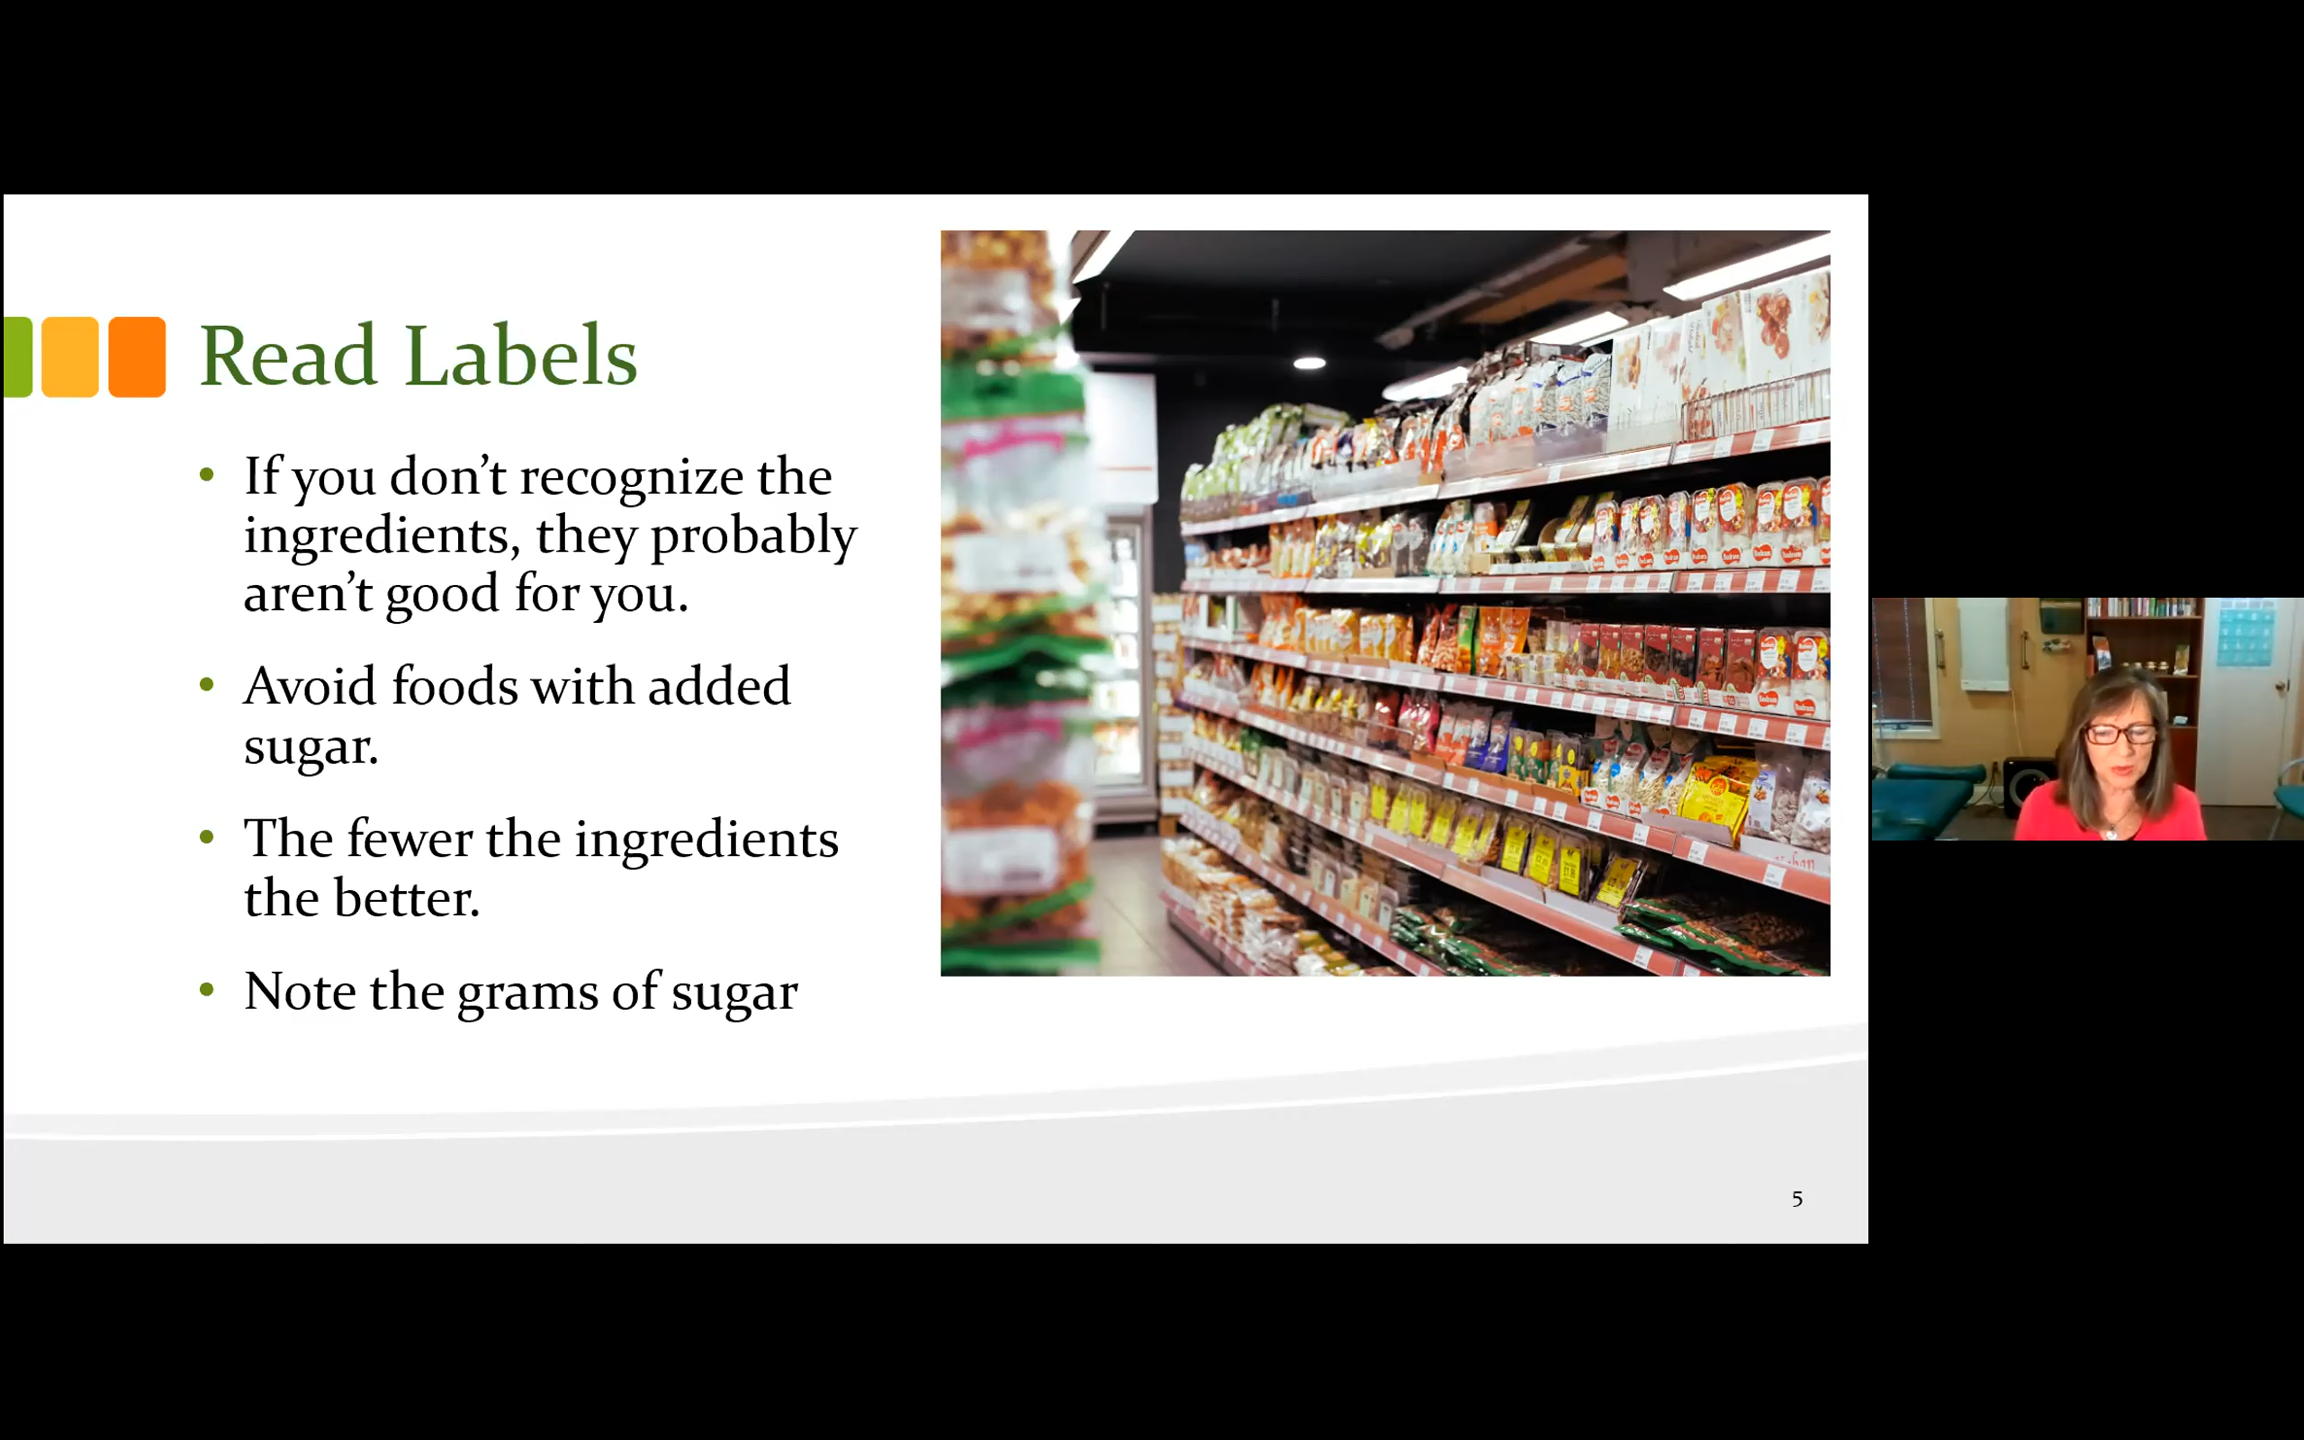 Read Labels
• If you don’t recognize the
ingredients, they probably
aren’t good for you.
• Avoid foods with added
sugar.
• The fewer the ingredients
the better.
• Note the grams of sugar
5